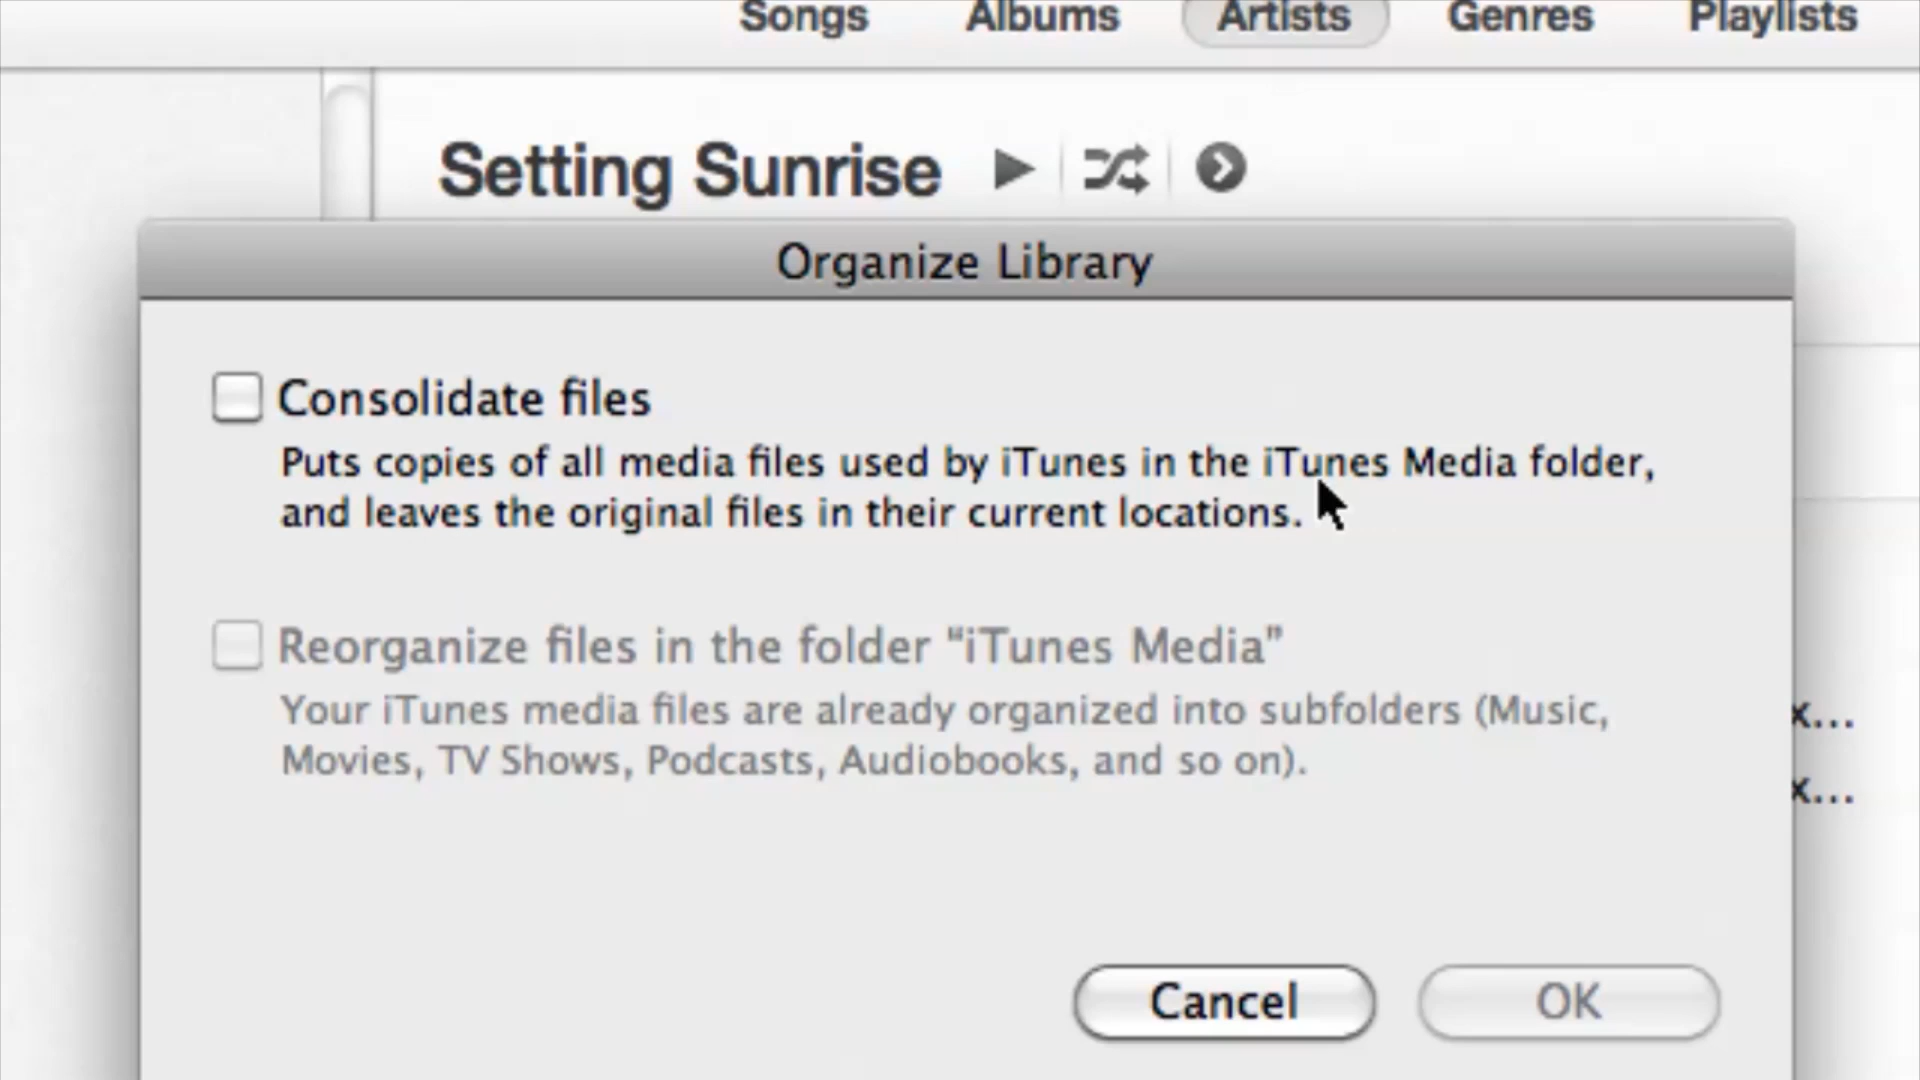 Songs Albums Artists Genres Playlists
Setting Sunrise
Organize Library
Consolidate files
Puts copies of all media files used by iTunes in the iTunes Media folder,
and leaves the original files in their current locations.
Reorganize files in the folder “iTunes Media”
Your iTunes media files are already organized into subfolders (Music,
Movies, TV Shows, Podcasts, Audiobooks, and so on).
x...
x...
Cancel OK